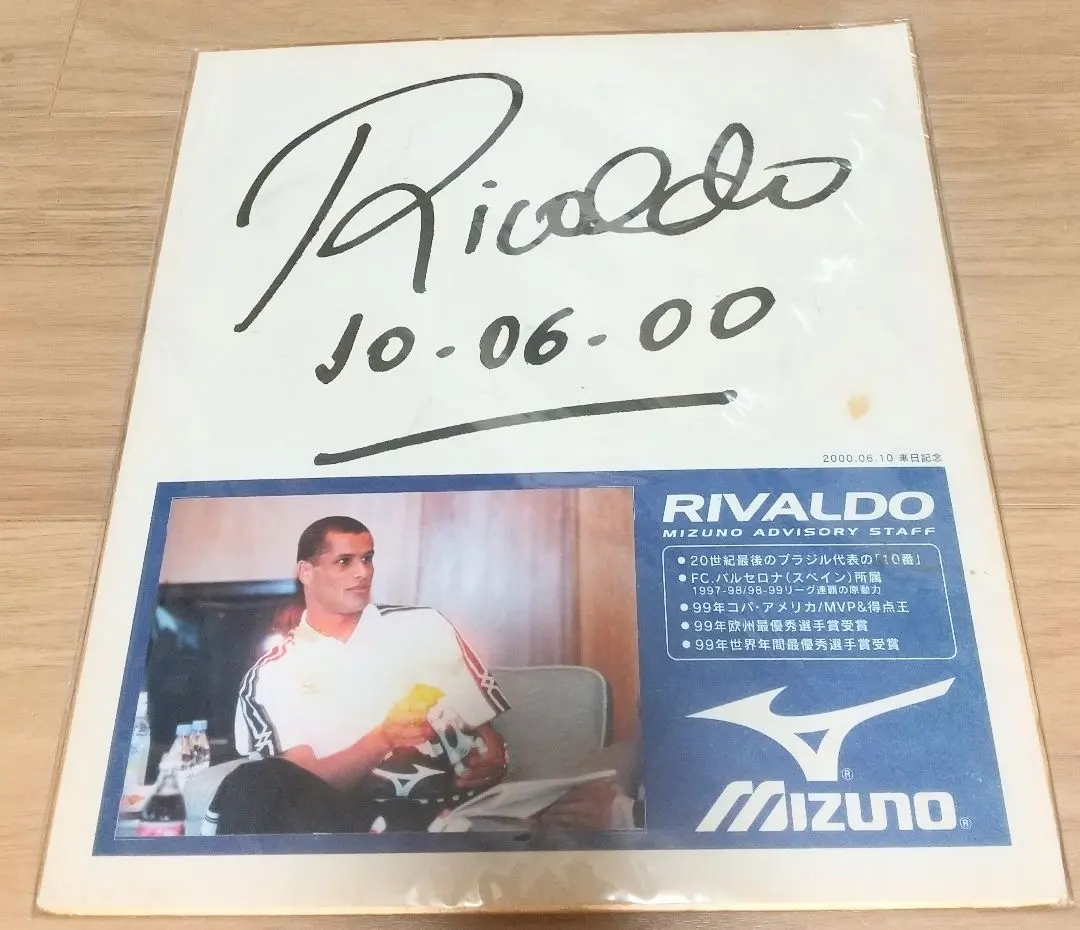 Rivaldo
10-06-00
2000.06.10 来日記念
RIVALDO
MIZUNO ADVISORY STAFF
●20世紀最後のブラジル代表の「10番」
●FC.バルセロナ(スペイン)所属
1997-98/98-99リーグ連覇の原動力
●99年コパ・アメリカ/MVP&得点王
●99年欧州最優秀選手賞受賞
●99年世界年間最優秀選手賞受賞
®
MIZUNO®